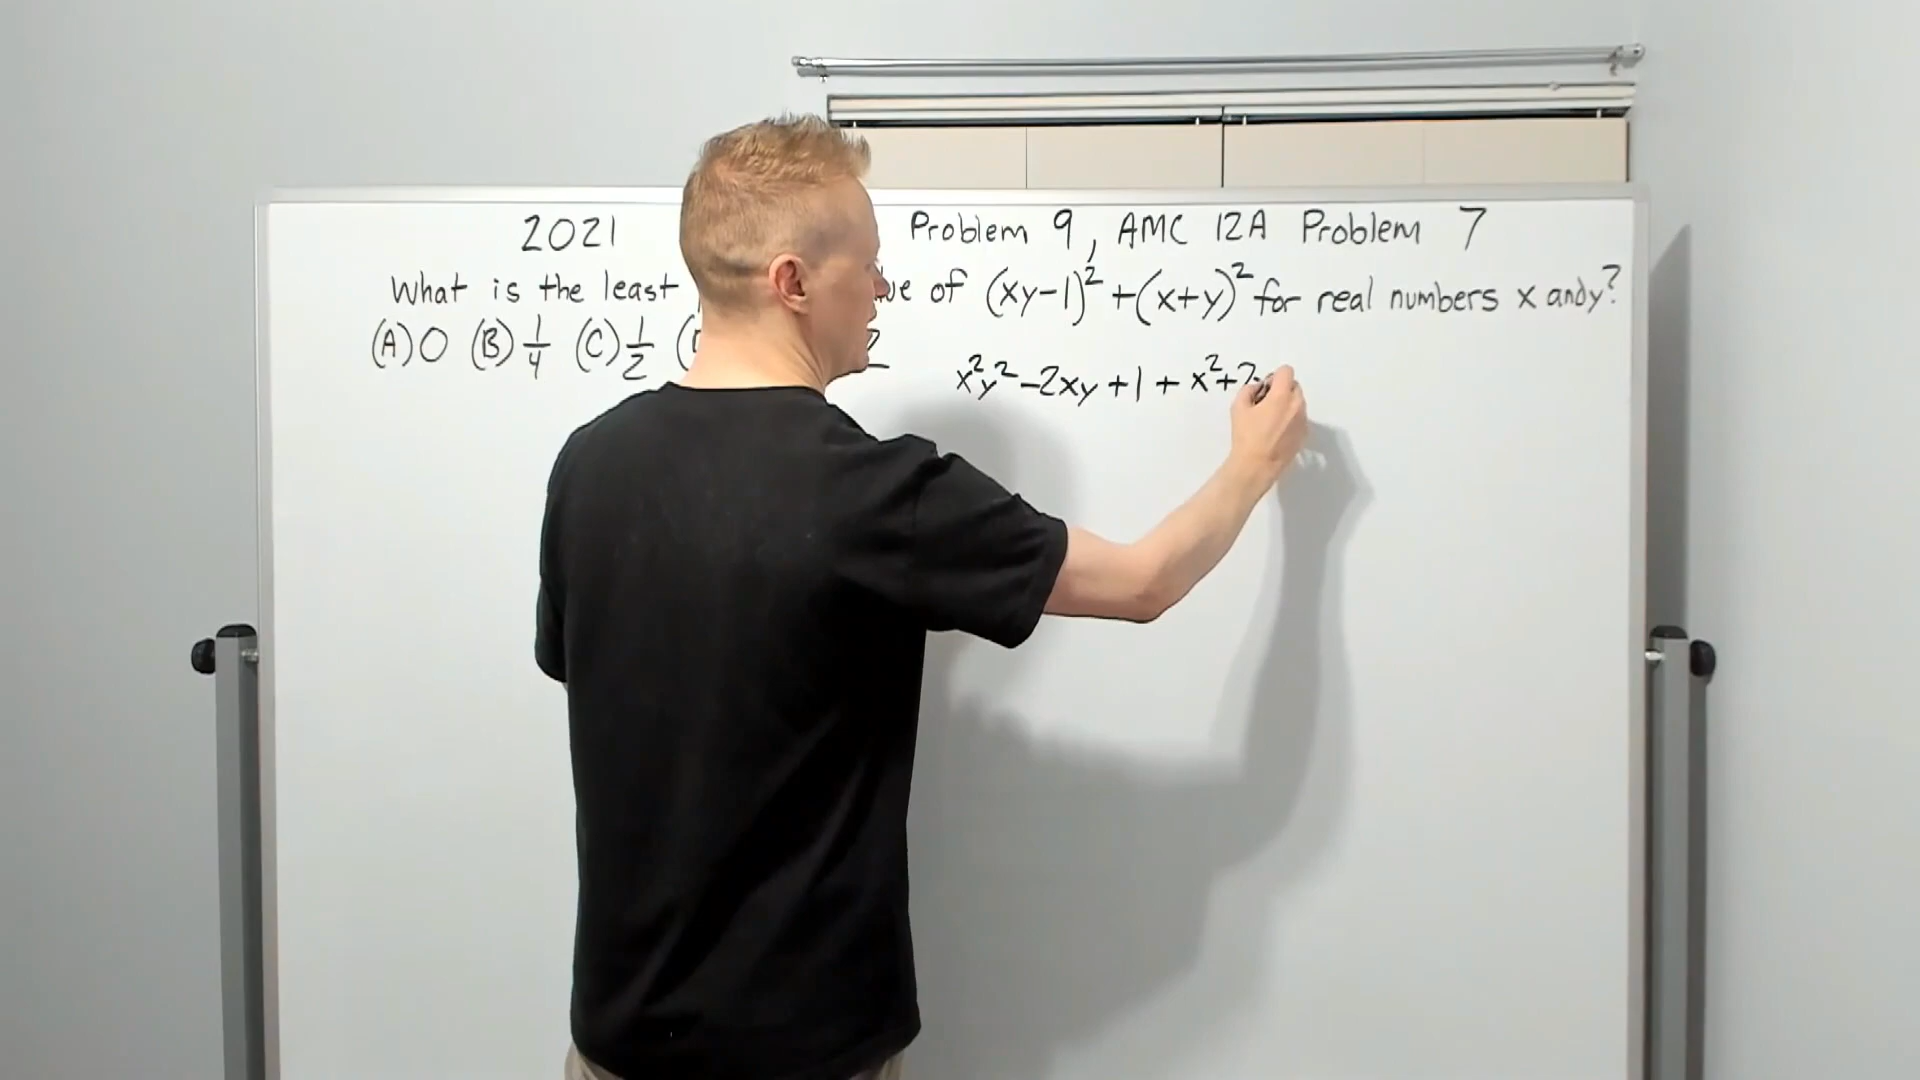 2021 Problem 9, AMC 12A Problem 7
What is the least of (xy-1)² + (x+y)² for real numbers x and y?
(A) 0 (B) 1/4 (C) 1/2
x²y² - 2xy + 1 + x² + 2